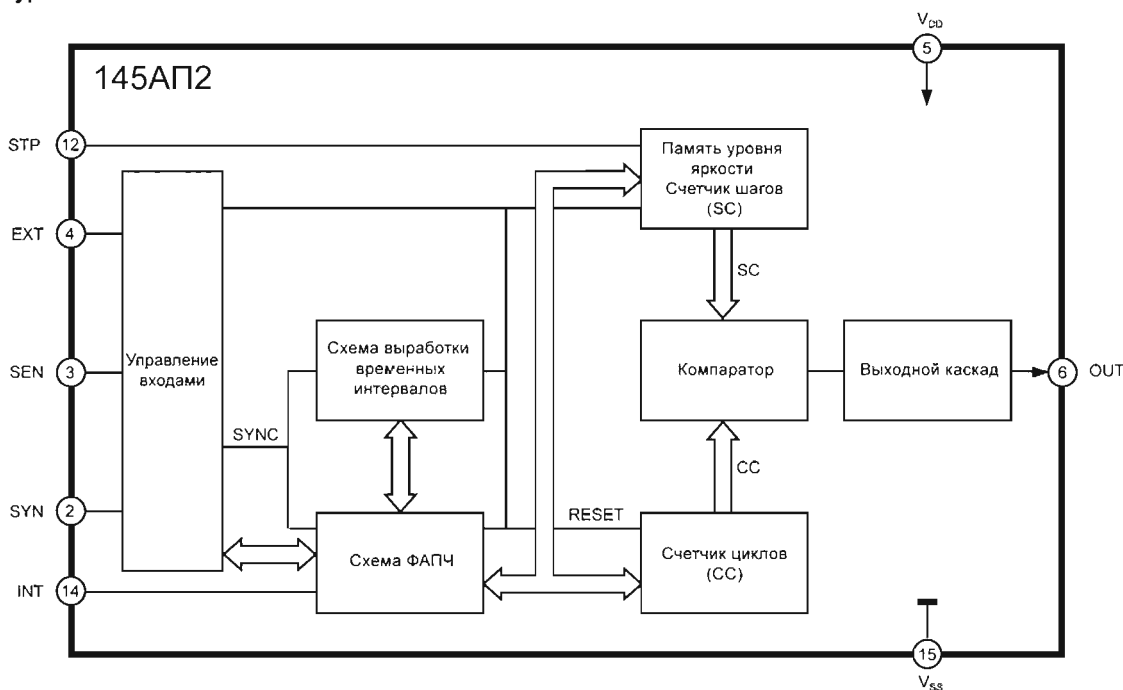 V_CD
5
145АП2
STP 12
Память уровня
яркости
Счетчик шагов
(SC)
EXT 4
SC
Схема выработки
временных
интервалов
Управление
входами
SEN 3
Компаратор
Выходной каскад
6 OUT
SYNC
CC
SYN 2
RESET
Схема ФАПЧ
Счетчик циклов
(CC)
INT 14
15
V_SS